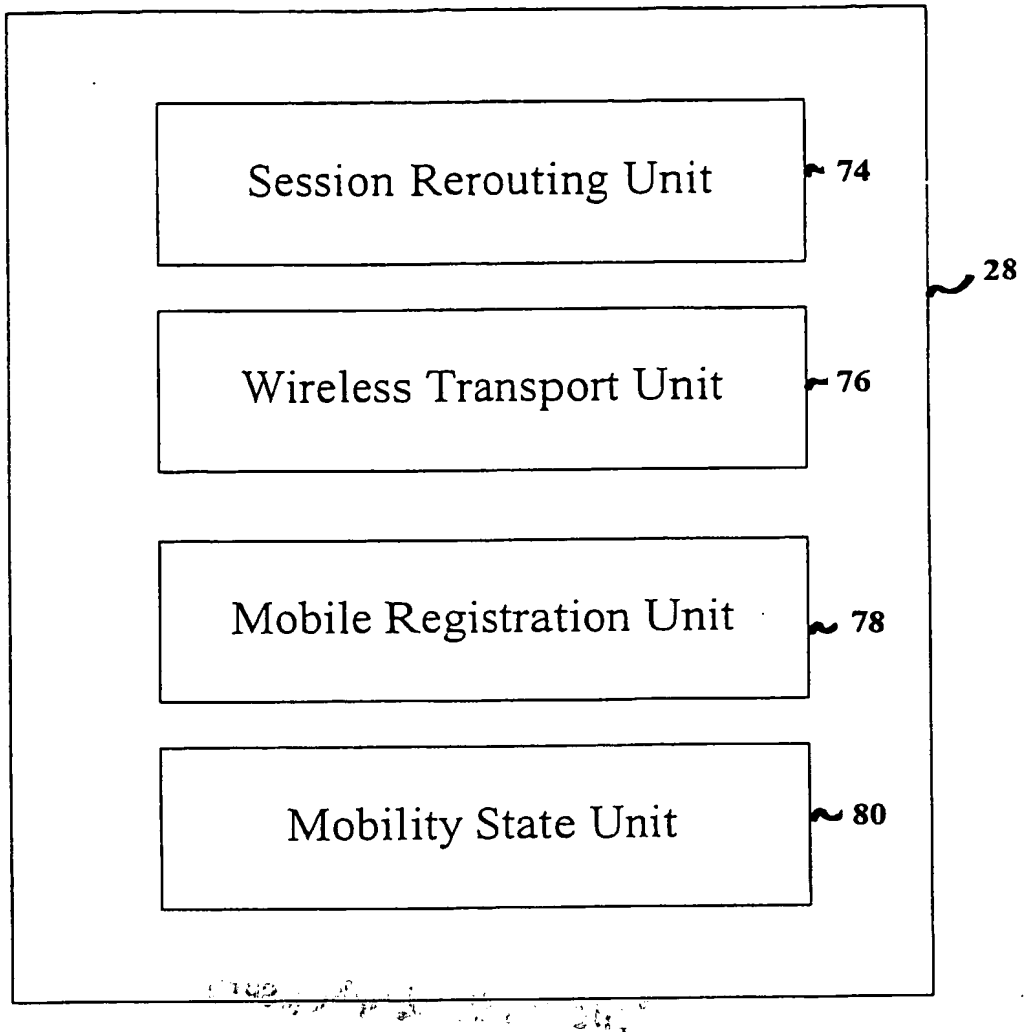 Session Rerouting Unit
74
28
Wireless Transport Unit
76
Mobile Registration Unit
78
Mobility State Unit
80